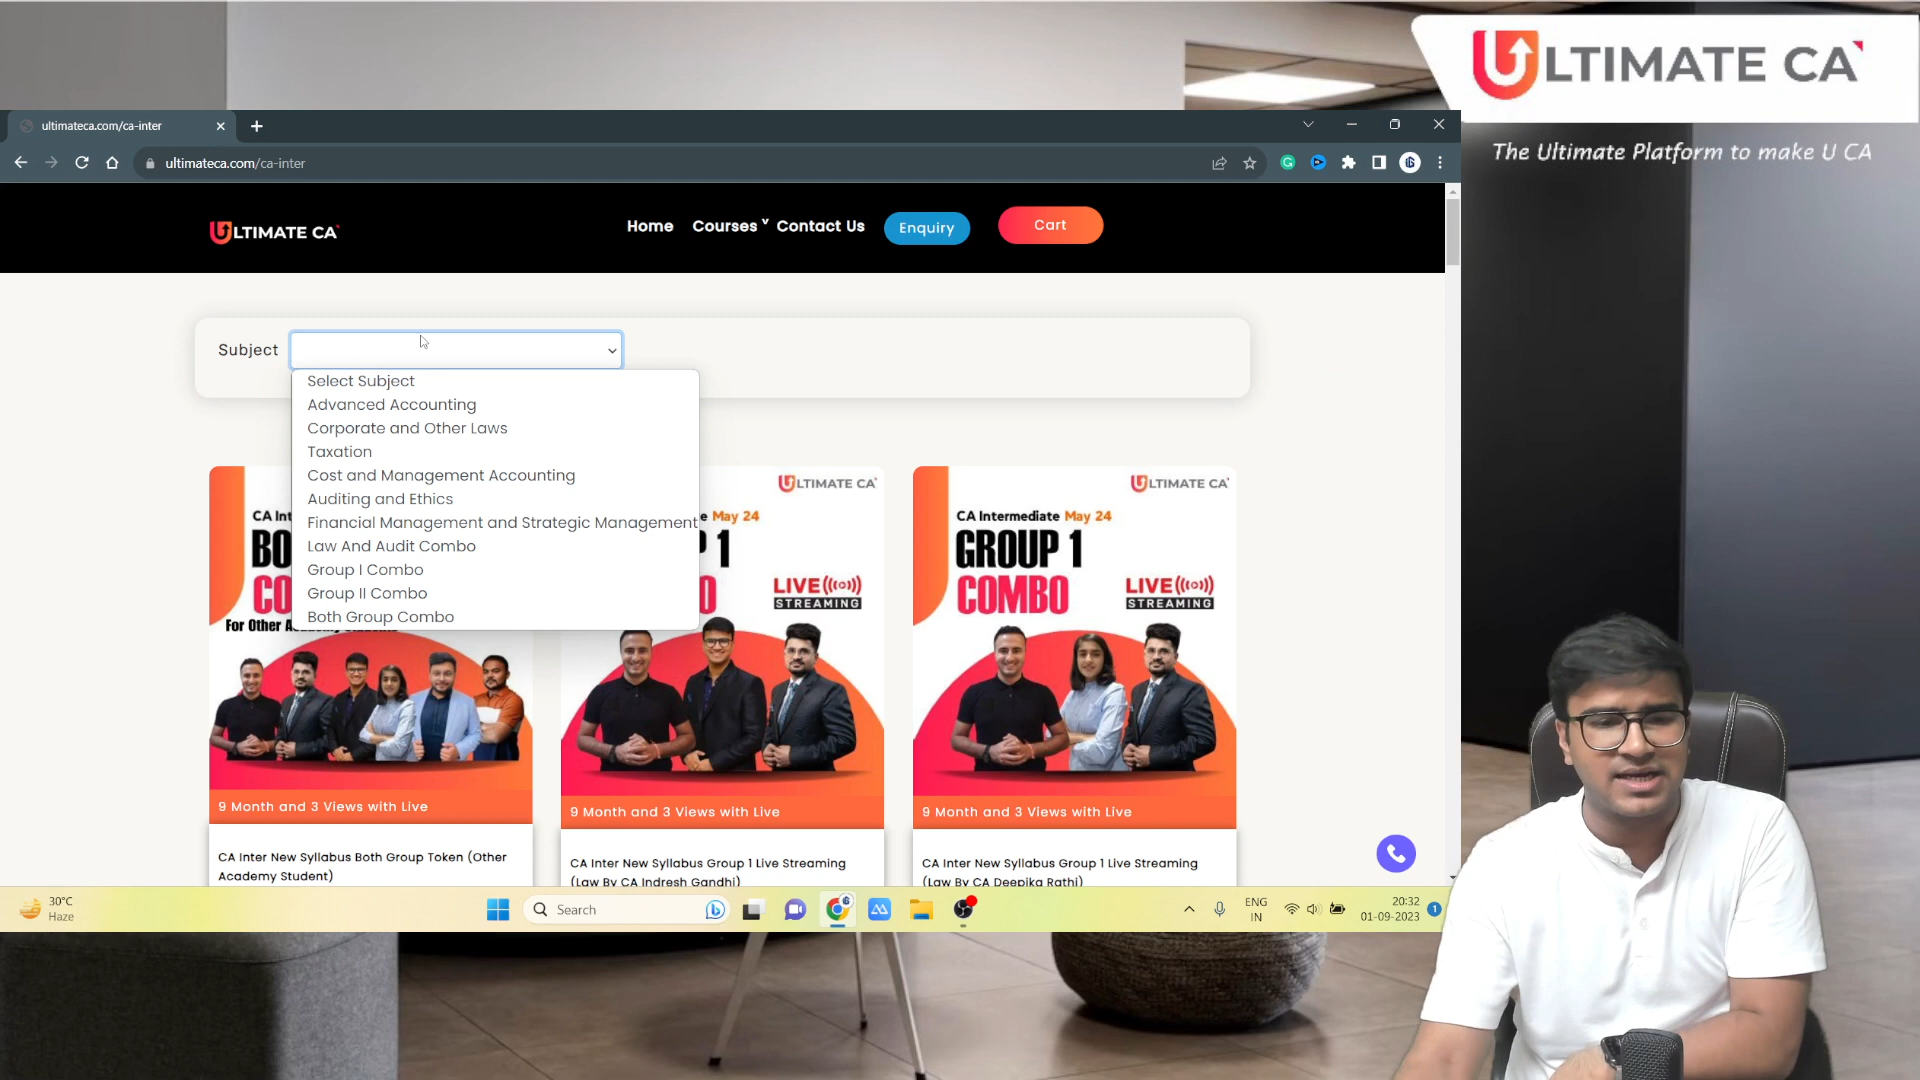 ULTIMATE CA
The Ultimate Platform to make U CA
ultimateca.com/ca-inter
ultimateca.com/ca-inter
ULTIMATE CA
Home
Courses
Contact Us
Enquiry
Cart
Subject
Select Subject
Advanced Accounting
Corporate and Other Laws
Taxation
Cost and Management Accounting
Auditing and Ethics
Financial Management and Strategic Management
Law And Audit Combo
Group I Combo
Group II Combo
Both Group Combo
CA Int
BO
CO
For Other A
9 Month and 3 Views with Live
CA Inter New Syllabus Both Group Token (Other
Academy Student)
ULTIMATE CA
e May 24
P 1
O
LIVE
STREAMING
9 Month and 3 Views with Live
CA Inter New Syllabus Group 1 Live Streaming
(Law By CA Indresh Gandhi)
ULTIMATE CA
CA Intermediate May 24
GROUP 1
COMBO
LIVE
STREAMING
9 Month and 3 Views with Live
CA Inter New Syllabus Group 1 Live Streaming
(Law By CA Deepika Rathi)
30°C
Haze
Search
ENG
IN
20:32
01-09-2023
1